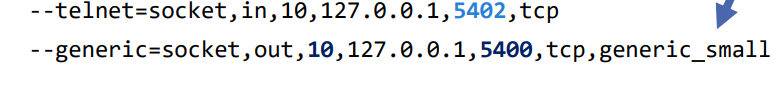 --telnet=socket,in,10,127.0.0.1,5402,tcp
--generic=socket,out,10,127.0.0.1,5400,tcp,generic_small